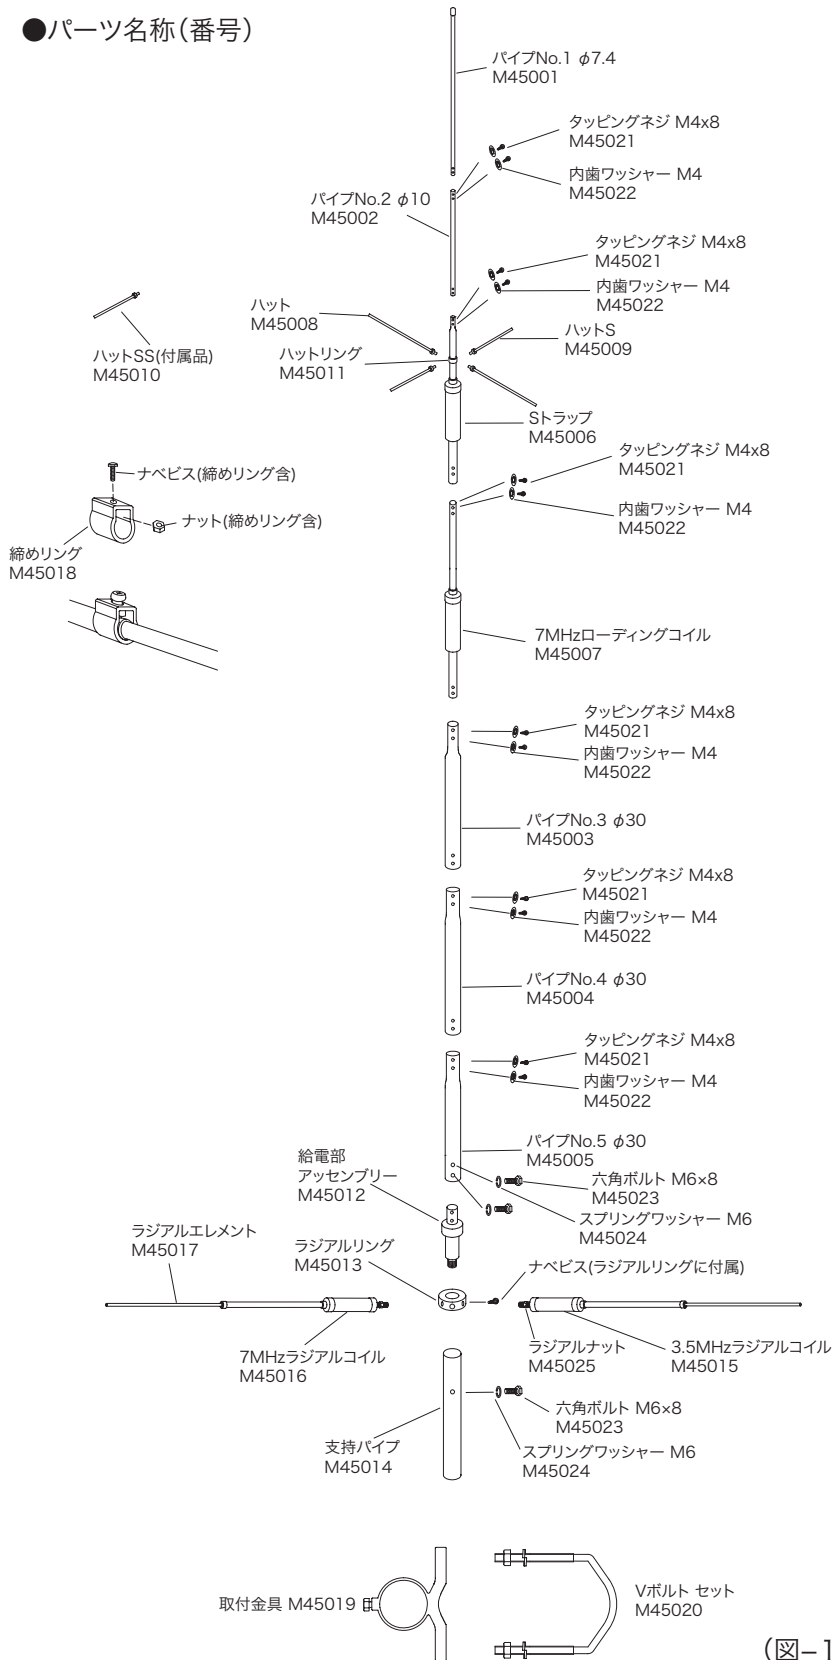 ●パーツ名称(番号)
パイプNo.1 φ7.4
M45001
タッピングネジ M4x8
M45021
内歯ワッシャー M4
M45022
パイプNo.2 φ10
M45002
タッピングネジ M4x8
M45021
内歯ワッシャー M4
M45022
ハット
M45008
ハットS
M45009
ハットSS(付属品)
M45010
ハットリング
M45011
Sトラップ
M45006
タッピングネジ M4x8
M45021
内歯ワッシャー M4
M45022
ナベビス(締めリング含)
ナット(締めリング含)
締めリング
M45018
7MHzローディングコイル
M45007
タッピングネジ M4x8
M45021
内歯ワッシャー M4
M45022
パイプNo.3 φ30
M45003
タッピングネジ M4x8
M45021
内歯ワッシャー M4
M45022
パイプNo.4 φ30
M45004
タッピングネジ M4x8
M45021
内歯ワッシャー M4
M45022
パイプNo.5 φ30
M45005
給電部
アッセンブリー
M45012
六角ボルト M6×8
M45023
スプリングワッシャー M6
M45024
ラジアルエレメント
M45017
ラジアルリング
M45013
ナベビス(ラジアルリングに付属)
7MHzラジアルコイル
M45016
ラジアルナット
M45025
3.5MHzラジアルコイル
M45015
六角ボルト M6×8
M45023
支持パイプ
M45014
スプリングワッシャー M6
M45024
取付金具 M45019
Vボルト セット
M45020
(図−1